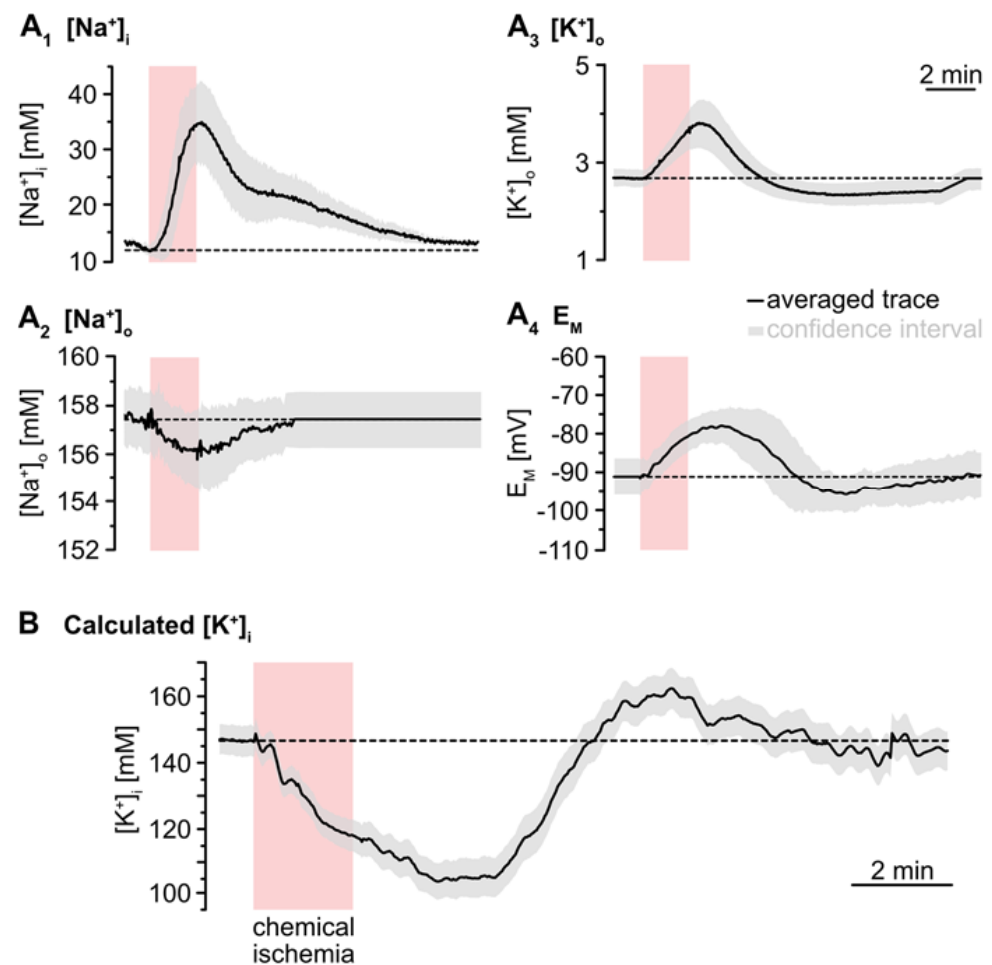 A1 [Na+]i
[Na+]i [mM]
40
30
20
10
A3 [K+]o
2 min
[K+]o [mM]
5
3
1
A2 [Na+]o
[Na+]o [mM]
160
158
156
154
152
A4 EM
averaged trace
confidence interval
EM [mV]
-60
-70
-80
-90
-100
-110
B Calculated [K+]i
[K+]i [mM]
160
140
120
100
2 min
chemical
ischemia